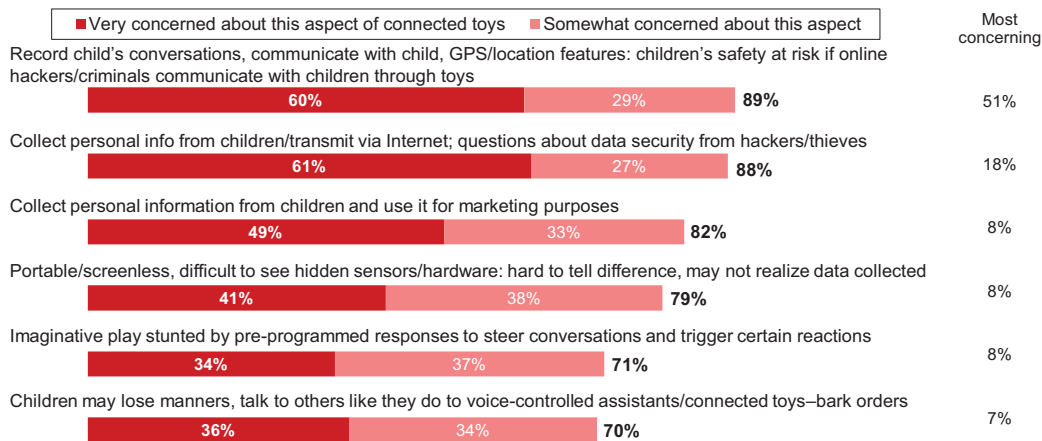 Very concerned about this aspect of connected toys Somewhat concerned about this aspect
Most
concerning
Record child’s conversations, communicate with child, GPS/location features: children’s safety at risk if online
hackers/criminals communicate with children through toys
60% 29% 89% 51%
Collect personal info from children/transmit via Internet; questions about data security from hackers/thieves
61% 27% 88% 18%
Collect personal information from children and use it for marketing purposes
49% 33% 82% 8%
Portable/screenless, difficult to see hidden sensors/hardware: hard to tell difference, may not realize data collected
41% 38% 79% 8%
Imaginative play stunted by pre-programmed responses to steer conversations and trigger certain reactions
34% 37% 71% 8%
Children may lose manners, talk to others like they do to voice-controlled assistants/connected toys–bark orders
36% 34% 70% 7%